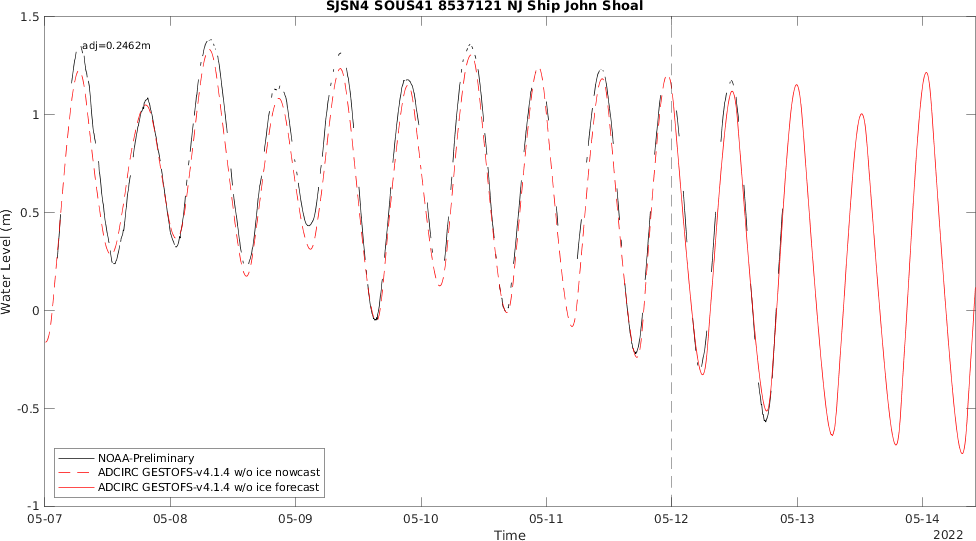 SJSN4 SOUS41 8537121 NJ Ship John Shoal
adj=0.2462m
1.5
1
0.5
0
-0.5
-1
Water Level (m)
NOAA-Preliminary
ADCIRC GESTOFS-v4.1.4 w/o ice nowcast
ADCIRC GESTOFS-v4.1.4 w/o ice forecast
05-07 05-08 05-09 05-10 05-11 05-12 05-13 05-14
Time
2022